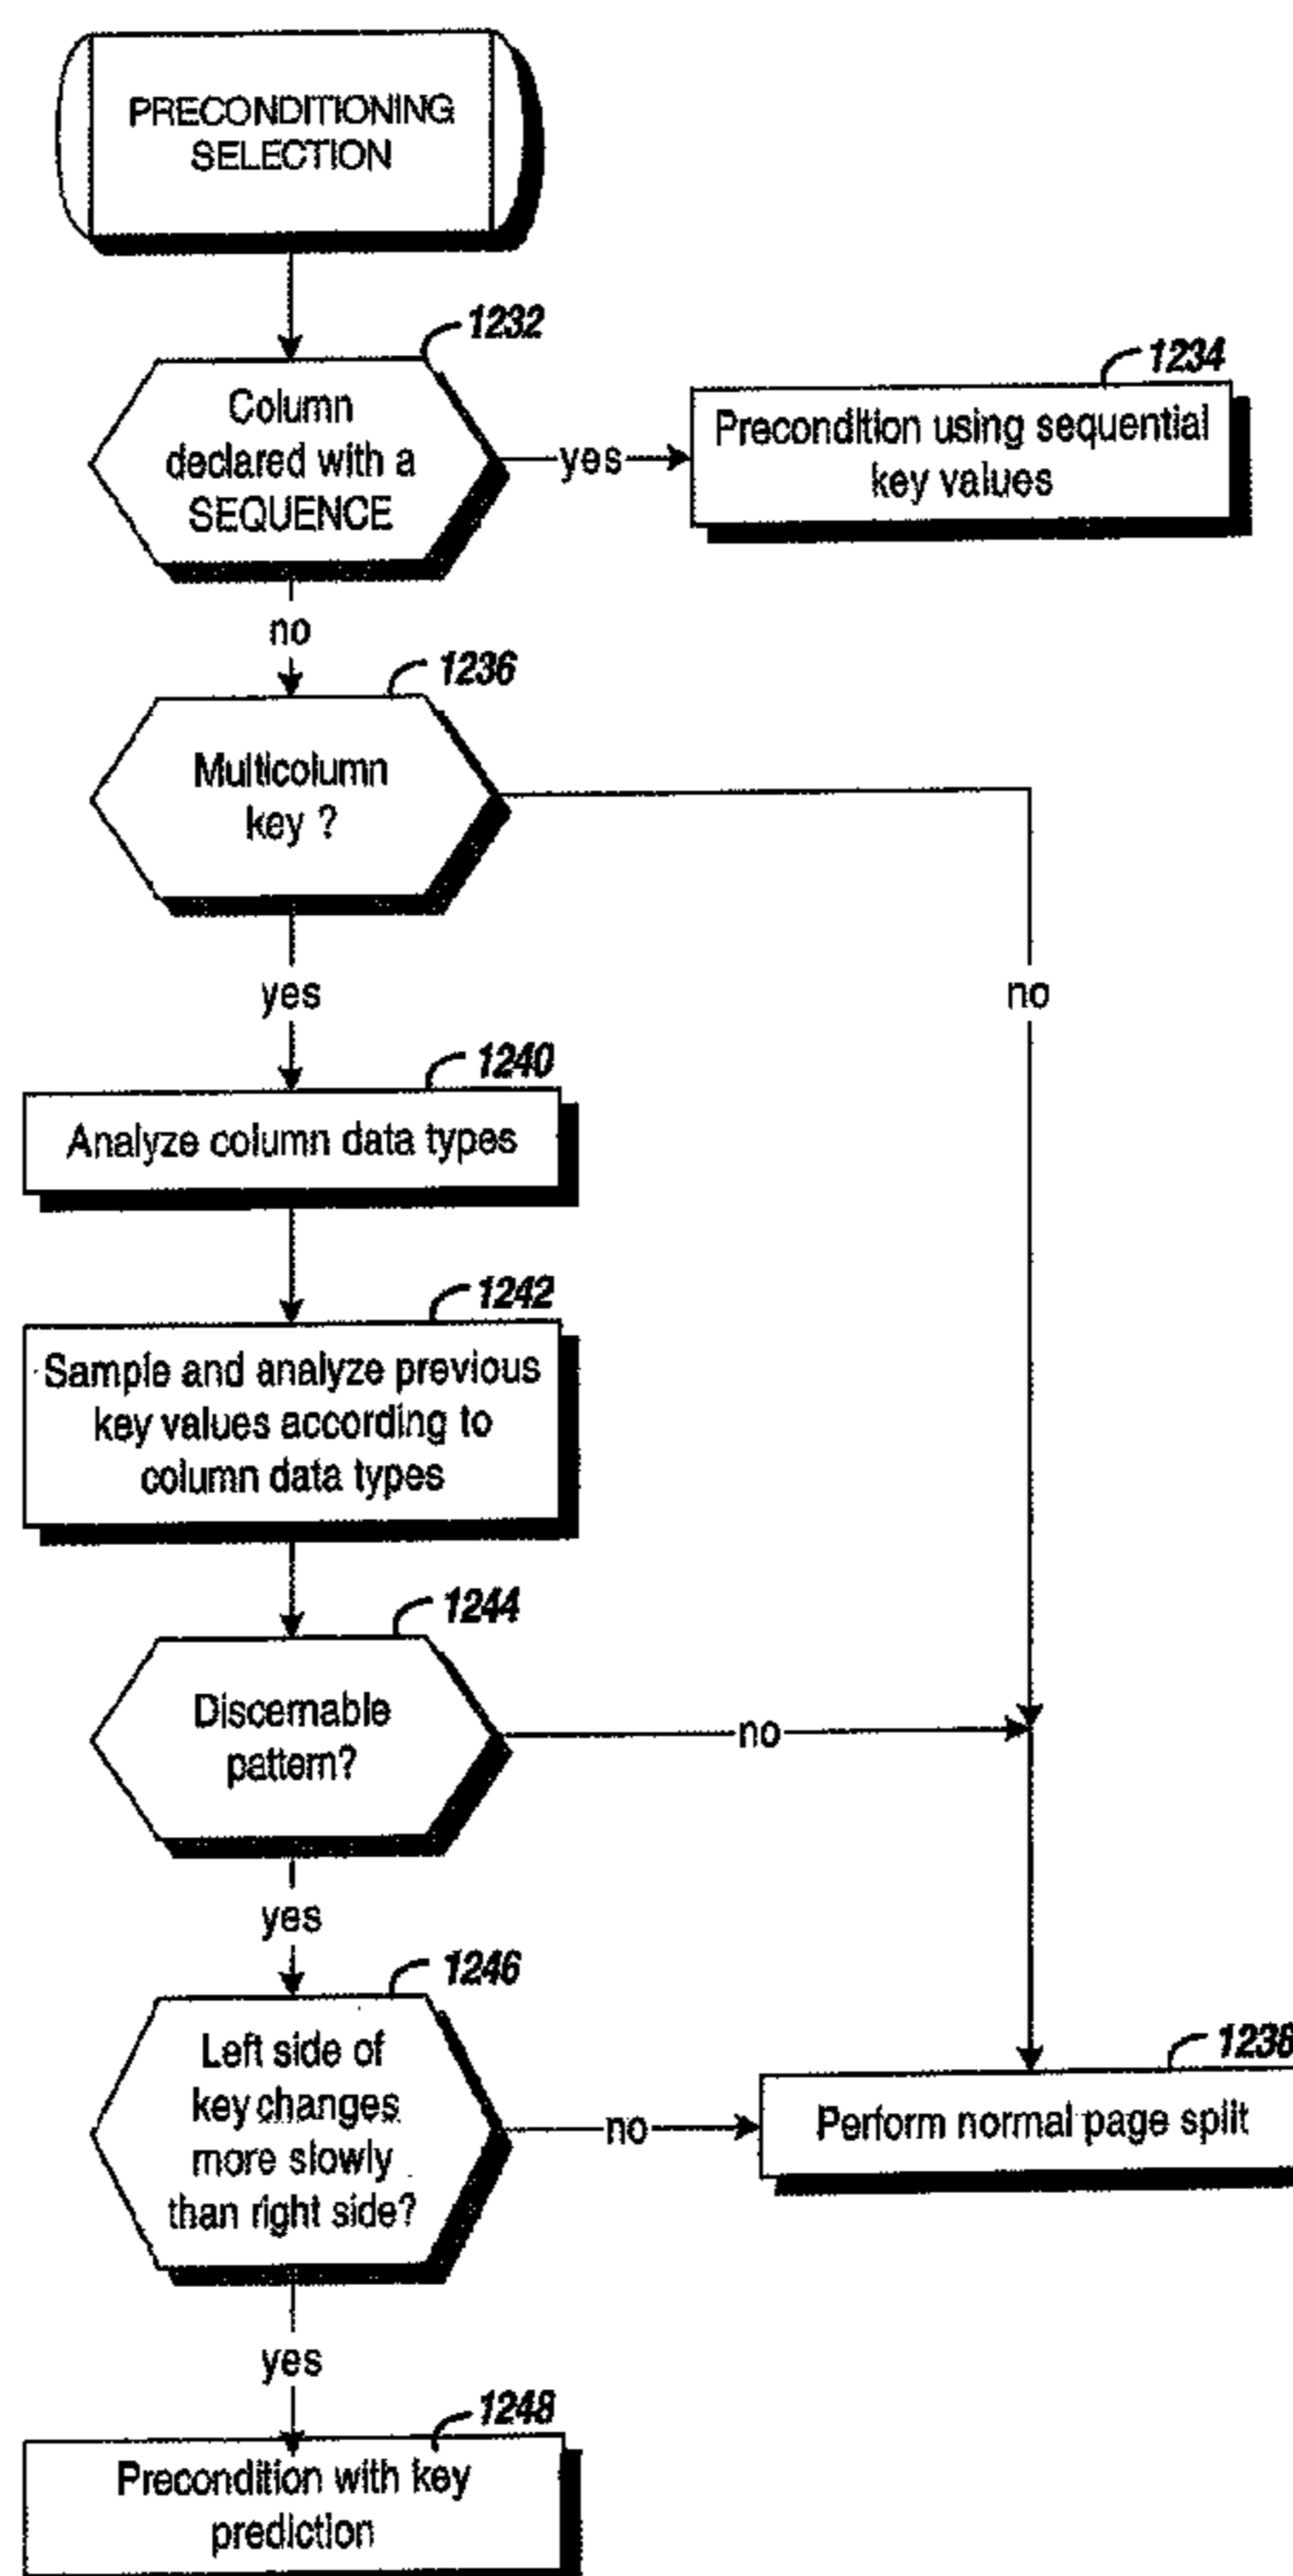 PRECONDITIONING
SELECTION
1232
Column
declared with a
SEQUENCE
yes
1234
Precondition using sequential
key values
no
1236
Multicolumn
key ?
yes
no
1240
Analyze column data types
1242
Sample and analyze previous
key values according to
column data types
1244
Discernable
pattern?
no
yes
1246
Left side of
key changes
more slowly
than right side?
no
1238
Perform normal page split
yes
1248
Precondition with key
prediction